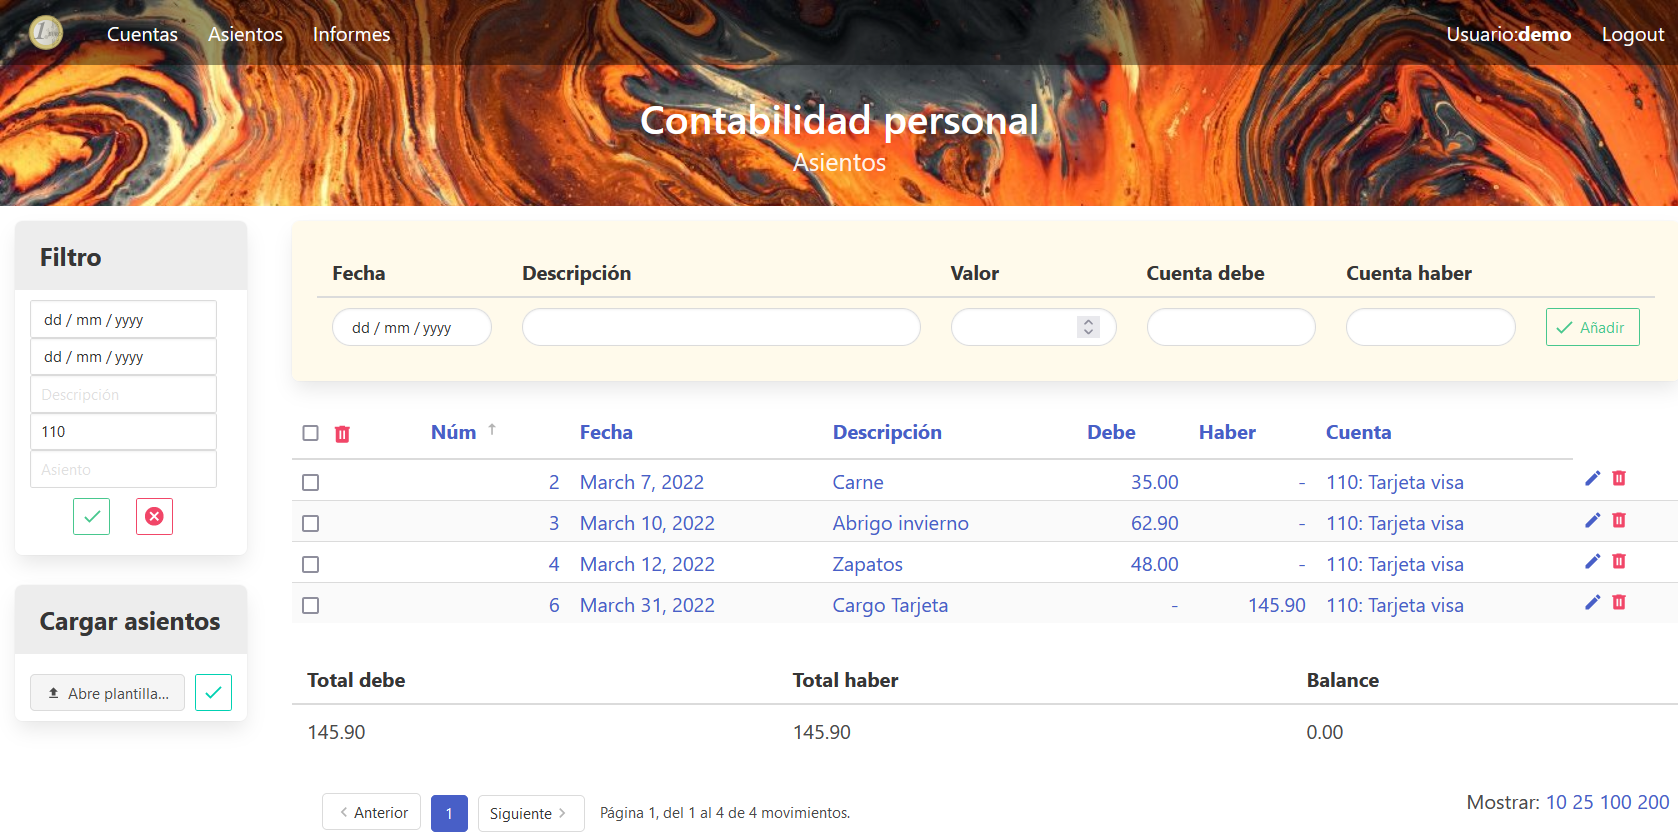 Cuentas Asientos Informes Usuario:demo Logout
Contabilidad personal
Asientos
Filtro
dd / mm / yyyy
dd / mm / yyyy
Descripción
110
Asiento
Cargar asientos
Abre plantilla...
Fecha Descripción Valor Cuenta debe Cuenta haber
dd / mm / yyyy Añadir
Núm ↑ Fecha Descripción Debe Haber Cuenta
2 March 7, 2022 Carne 35.00 - 110: Tarjeta visa
3 March 10, 2022 Abrigo invierno 62.90 - 110: Tarjeta visa
4 March 12, 2022 Zapatos 48.00 - 110: Tarjeta visa
6 March 31, 2022 Cargo Tarjeta - 145.90 110: Tarjeta visa
Total debe Total haber Balance
145.90 145.90 0.00
Anterior 1 Siguiente Página 1, del 1 al 4 de 4 movimientos. Mostrar: 10 25 100 200